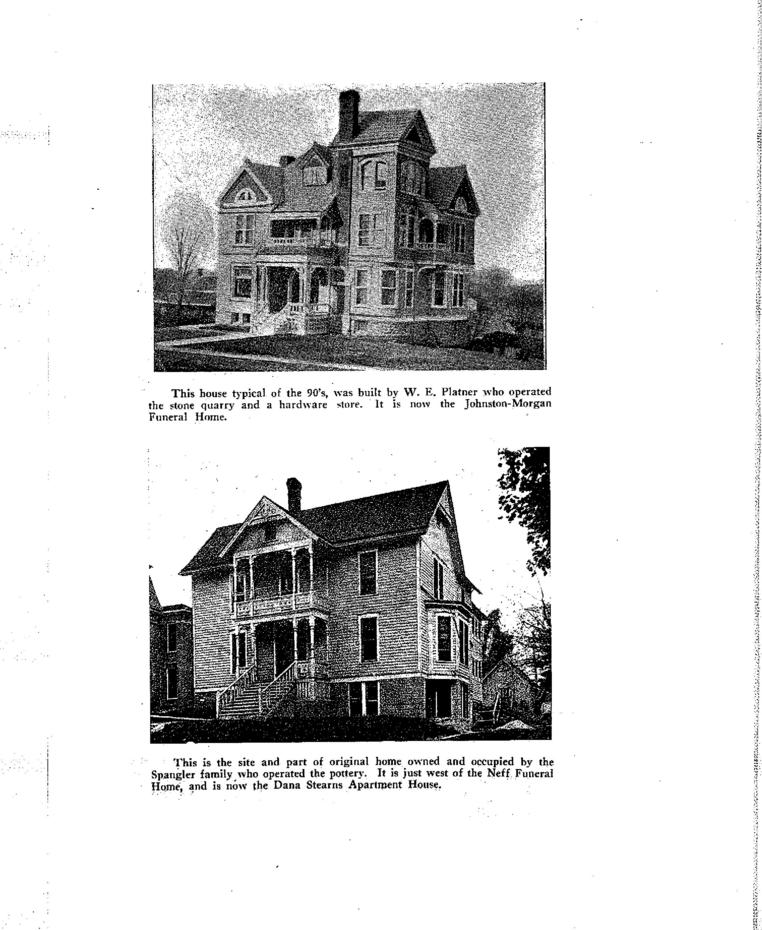 This house typical of the 90's, was built by W. E. Platner who operated
the stone quarry and a hardware store. It is now the Johnston-Morgan
Funeral Home.
This is the site and part of original home owned and occupied by the
Spangler family who operated the pottery. It is just west of the Neff Funeral
Home, and is now the Dana Stearns Apartment House.